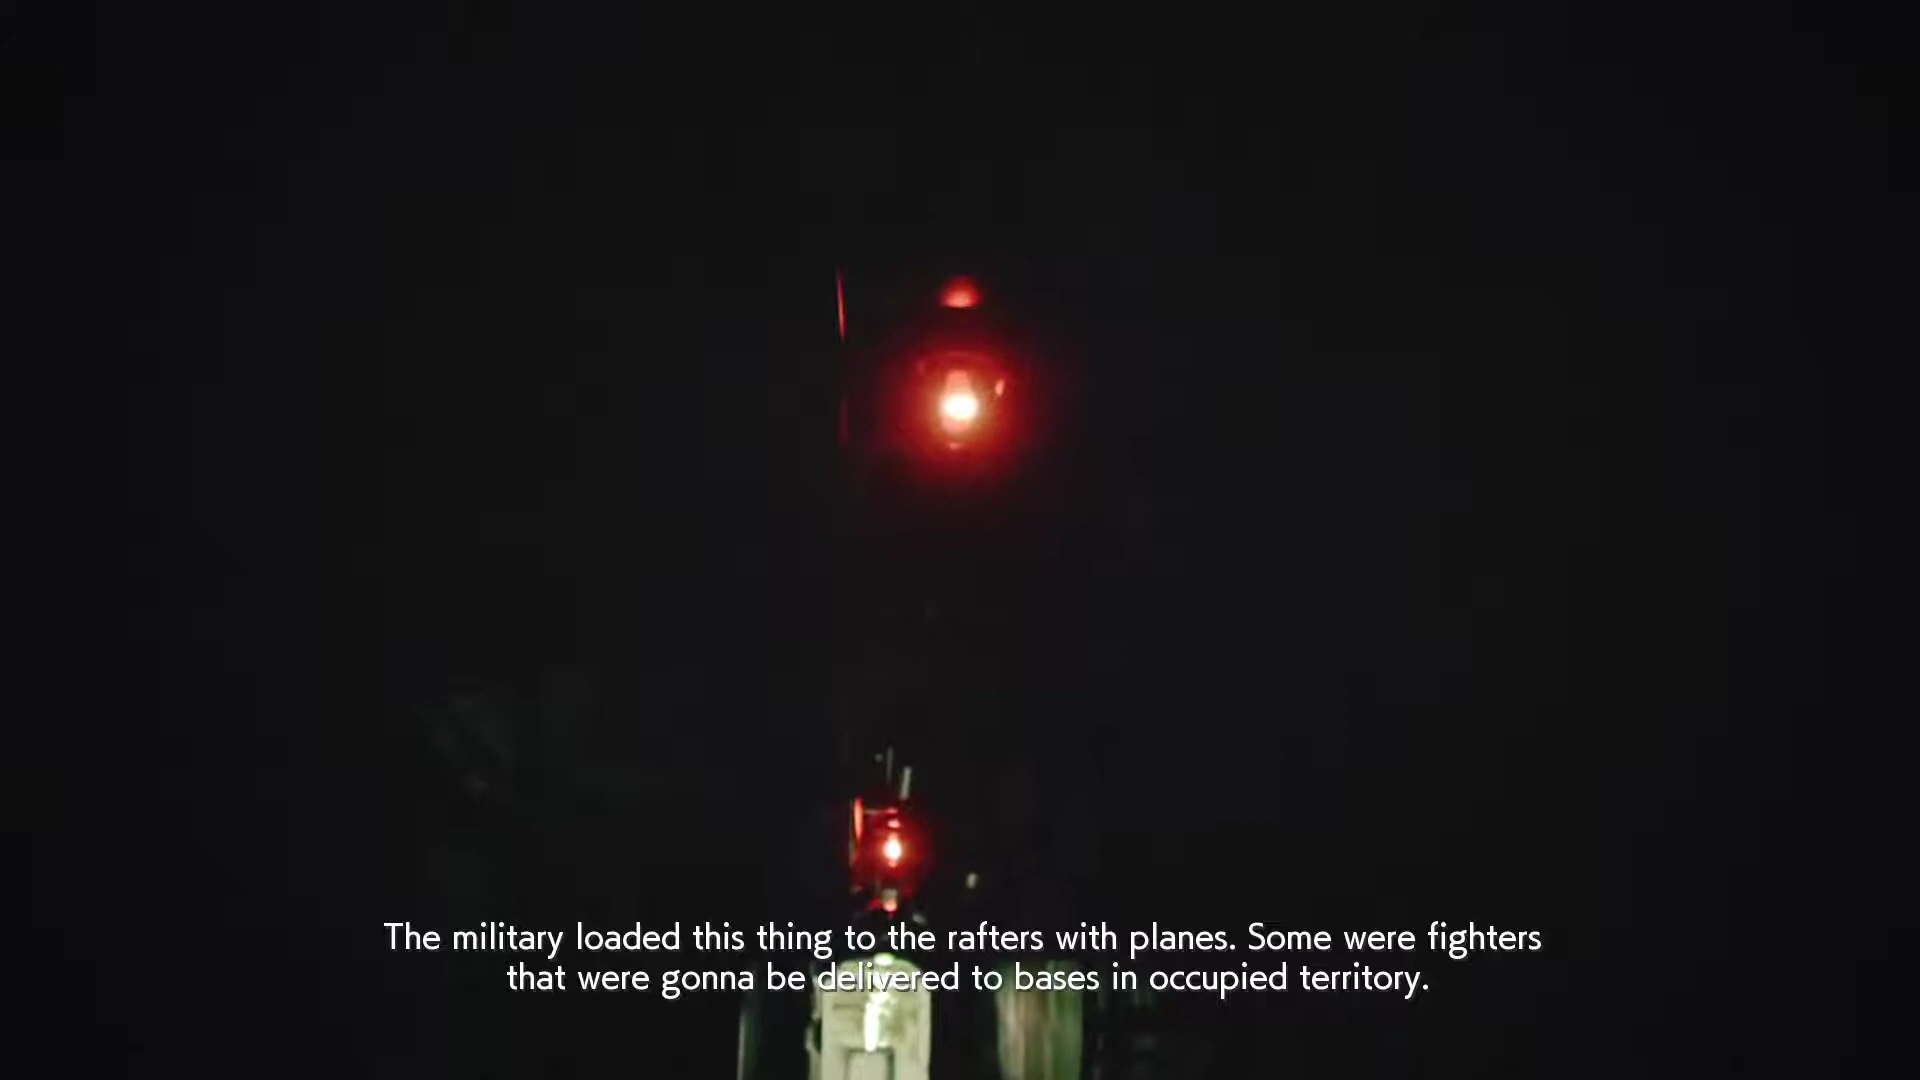 The military loaded this thing to the rafters with planes. Some were fighters
that were gonna be delivered to bases in occupied territory.